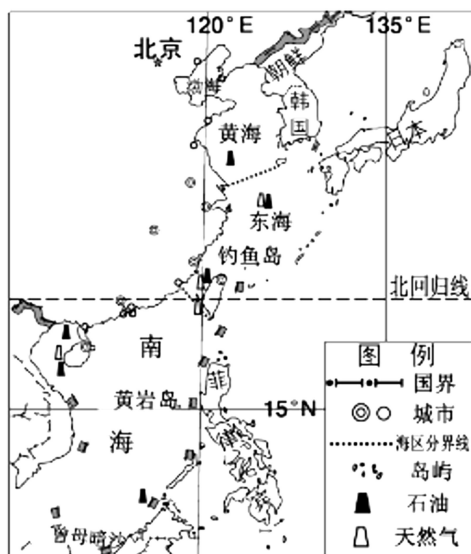 120°E
135°E
北京
朝鲜
渤海
韩国
黄海
日本
东海
钓鱼岛
北回归线
南
海
黄岩岛
菲
15°N
曾母暗沙
图 例
国界
城市
海区分界线
岛屿
石油
天然气